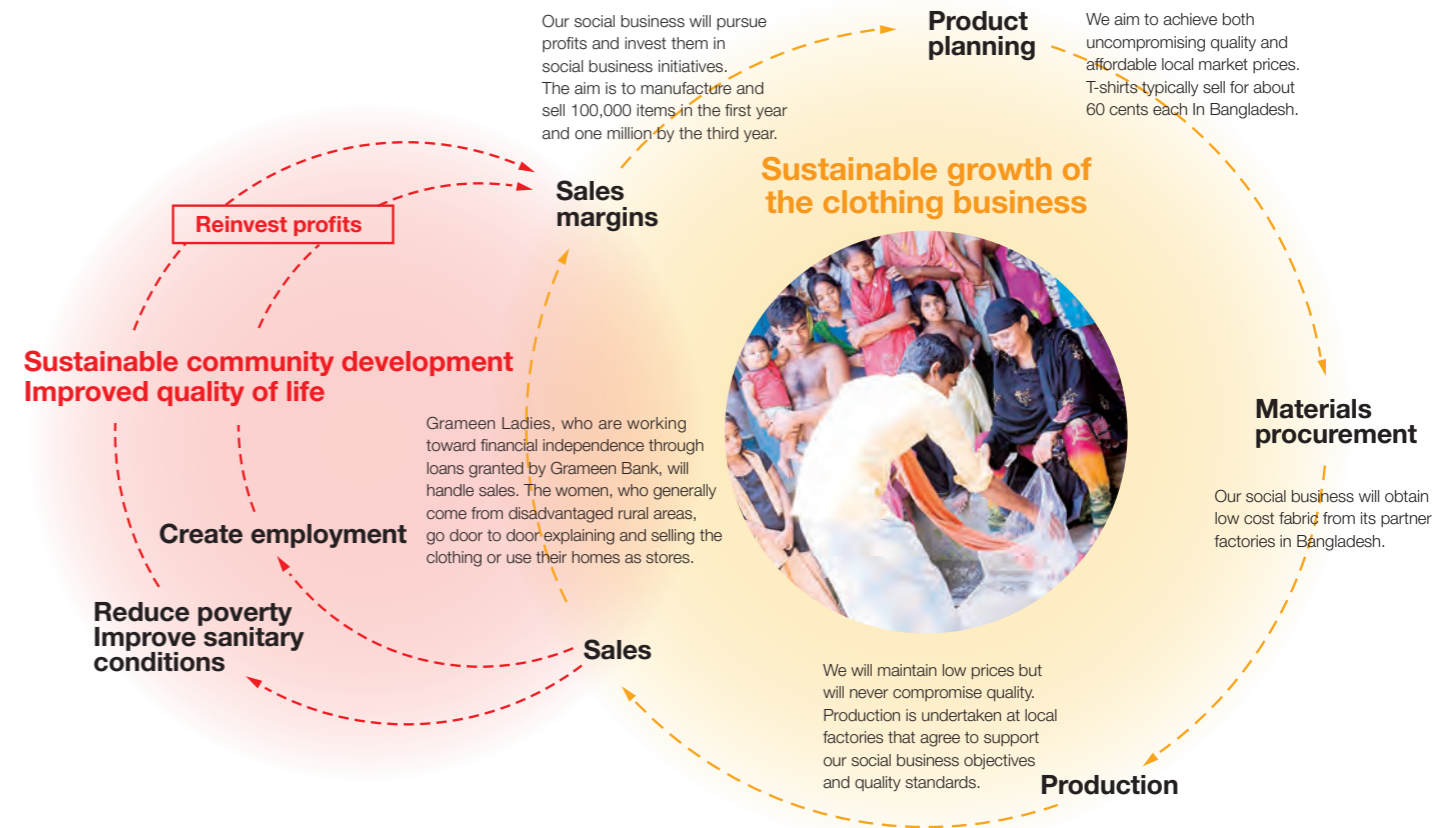 Our social business will pursue
profits and invest them in
social business initiatives.
The aim is to manufacture and
sell 100,000 items in the first year
and one million by the third year.
Product
planning
We aim to achieve both
uncompromising quality and
affordable local market prices.
T-shirts typically sell for about
60 cents each In Bangladesh.
Sustainable growth of
the clothing business
Sales
margins
Reinvest profits
Sustainable community development
Improved quality of life
Materials
procurement
Our social business will obtain
low cost fabric from its partner
factories in Bangladesh.
Grameen Ladies, who are working
toward financial independence through
loans granted by Grameen Bank, will
handle sales. The women, who generally
come from disadvantaged rural areas,
go door to door explaining and selling the
clothing or use their homes as stores.
Create employment
Reduce poverty
Improve sanitary
conditions
Sales
We will maintain low prices but
will never compromise quality.
Production is undertaken at local
factories that agree to support
our social business objectives
and quality standards.
Production